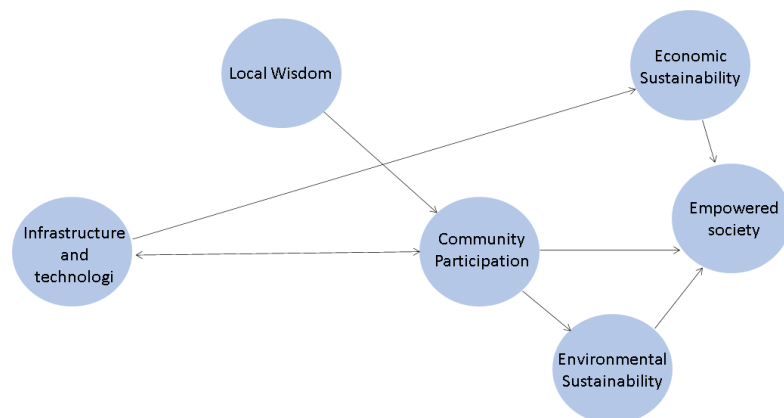 Local Wisdom
Economic
Sustainability
Infrastructure
and
technologi
Community
Participation
Empowered
society
Environmental
Sustainability